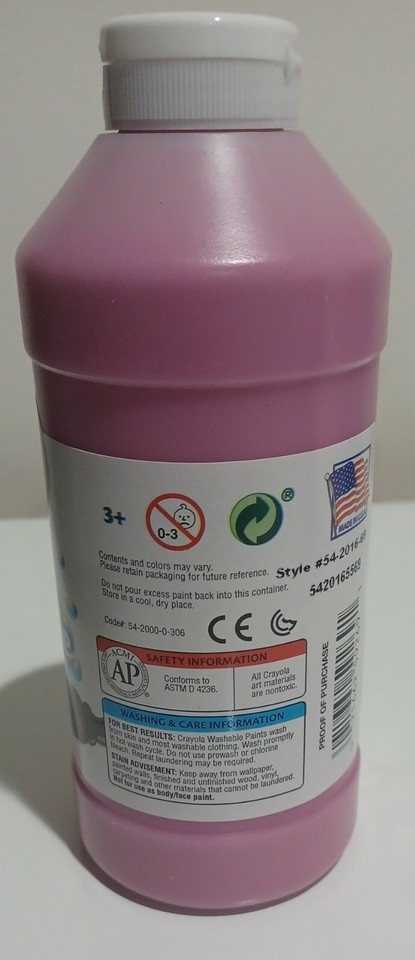 3+
0-3
®
MADE IN U.S.A.
Contents and colors may vary.
Please retain packaging for future reference.
Style #54-2016-69
Do not pour excess paint back into this container.
Store in a cool, dry place.
5420165569
Code#: 54-2000-0-306
CE
SAFETY INFORMATION
ACMI
AP
Conforms to
ASTM D 4236.
All Crayola
art materials
are nontoxic.
WASHING & CARE INFORMATION
FOR BEST RESULTS: Crayola Washable Paints wash
from skin and most washable clothing. Wash promptly
in hot wash cycle. Do not use prewash or chlorine
bleach. Repeat laundering may be required.
STAIN ADVISEMENT: Keep away from wallpaper,
painted walls, finished and unfinished wood, vinyl,
carpeting and other materials that cannot be laundered.
Not for use as body/face paint.
PROOF OF PURCHASE